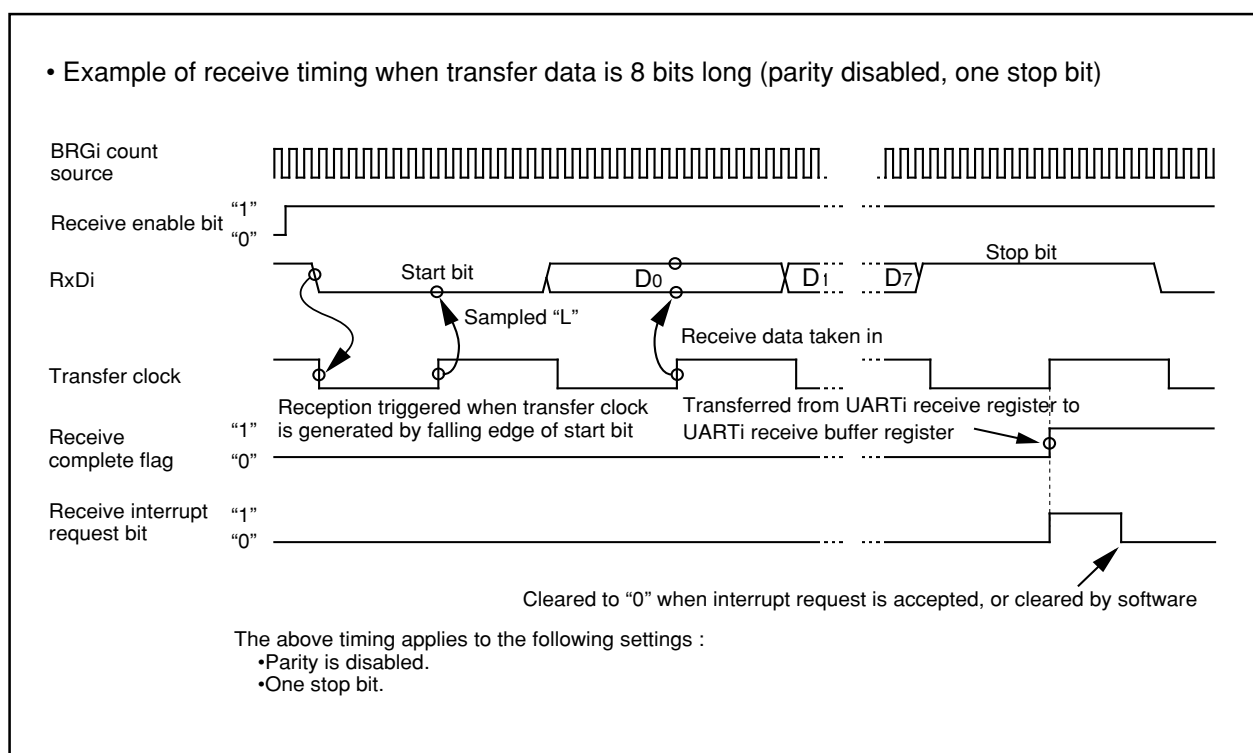 • Example of receive timing when transfer data is 8 bits long (parity disabled, one stop bit)
BRGi count
source
Receive enable bit
“1”
“0”
RxDi
Start bit
D0
D1
D7
Stop bit
Sampled “L”
Receive data taken in
Transfer clock
Reception triggered when transfer clock
is generated by falling edge of start bit
Transferred from UARTi receive register to
UARTi receive buffer register
Receive
complete flag
“1”
“0”
Receive interrupt
request bit
“1”
“0”
Cleared to “0” when interrupt request is accepted, or cleared by software
The above timing applies to the following settings :
•Parity is disabled.
•One stop bit.